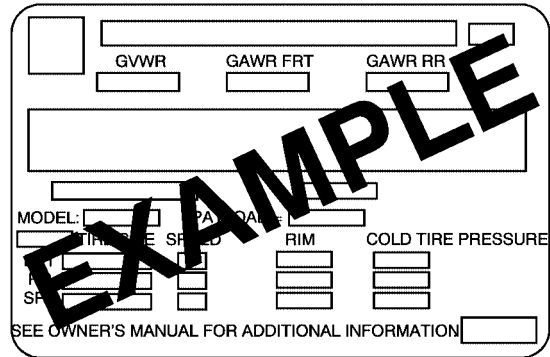 GVWR GAWR FRT GAWR RR
EXAMPLE
MODEL:
RIM COLD TIRE PRESSURE
SEE OWNER'S MANUAL FOR ADDITIONAL INFORMATION